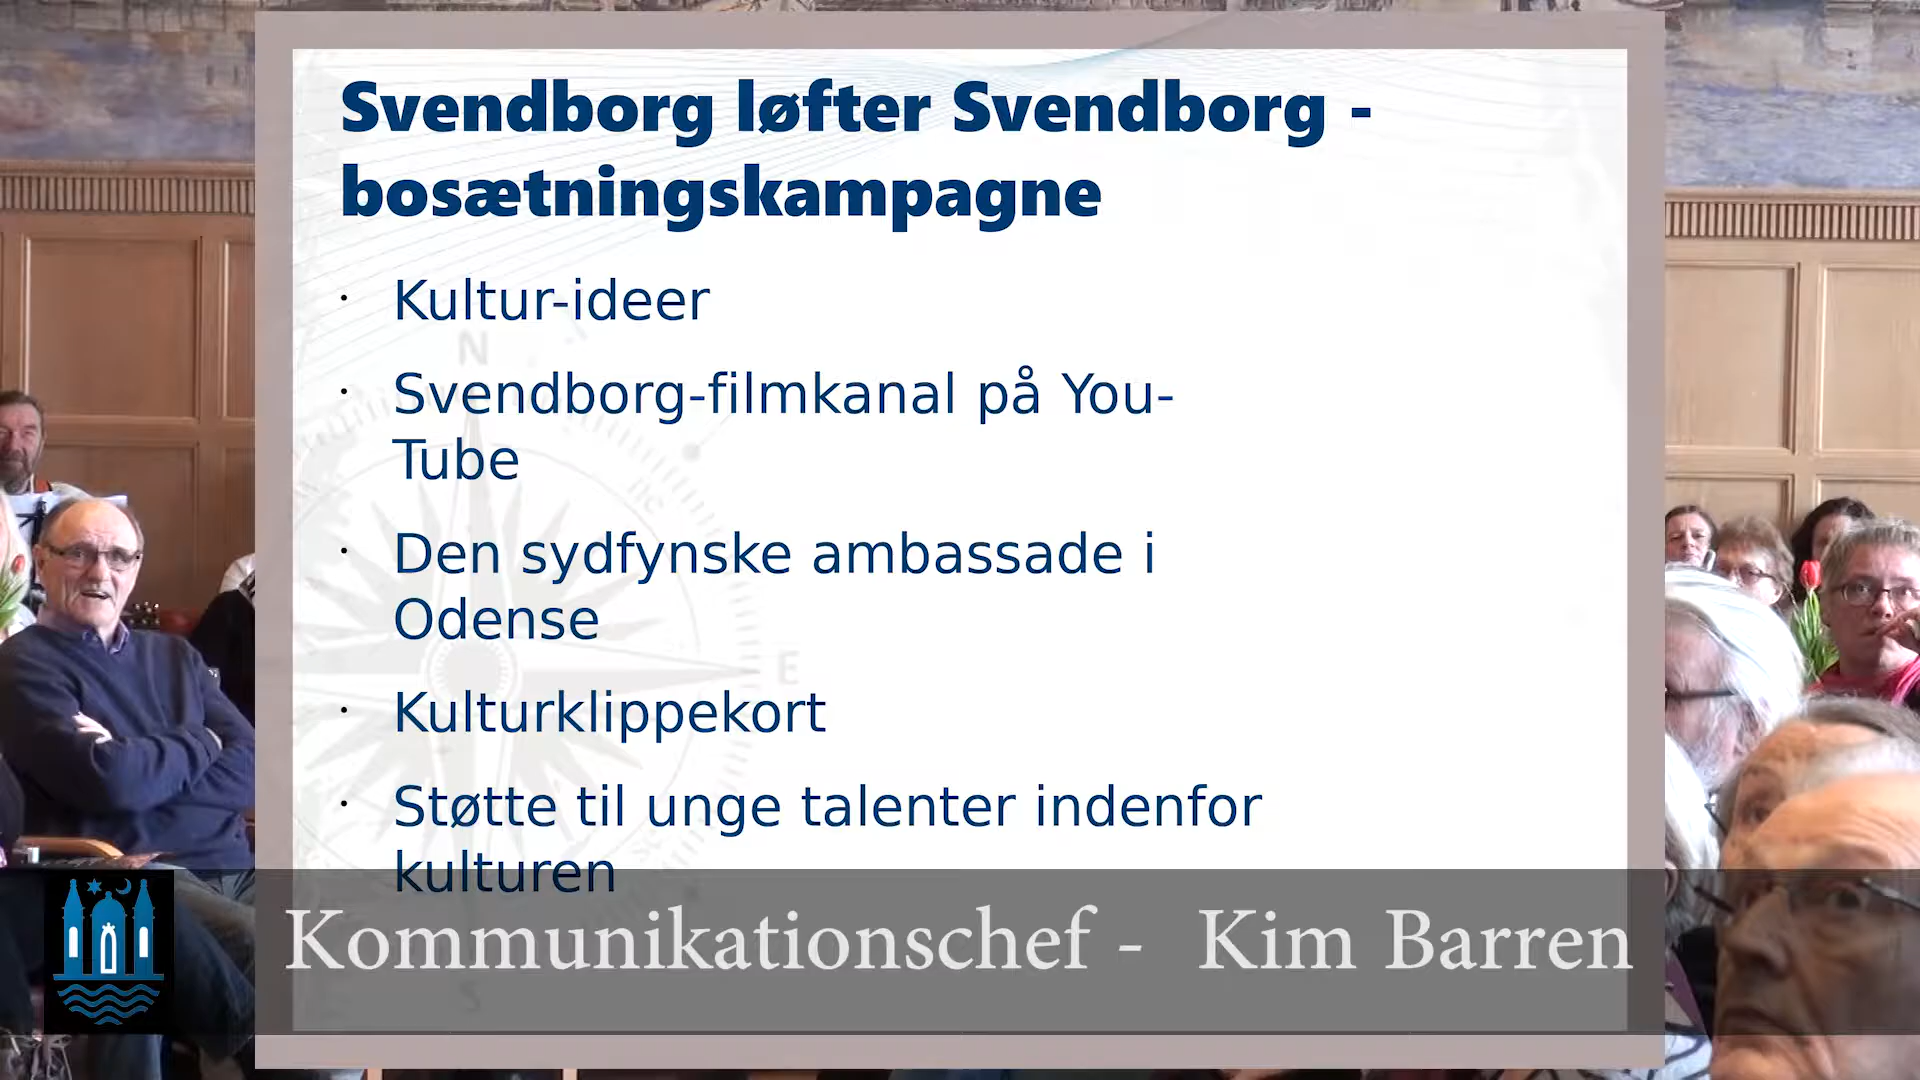 Svendborg løfter Svendborg -
bosætningskampagne
· Kultur-ideer
· Svendborg-filmkanal på You-
Tube
· Den sydfynske ambassade i
Odense
· Kulturklippekort
· Støtte til unge talenter indenfor
kulturen
Kommunikationschef - Kim Barren
N
E
S